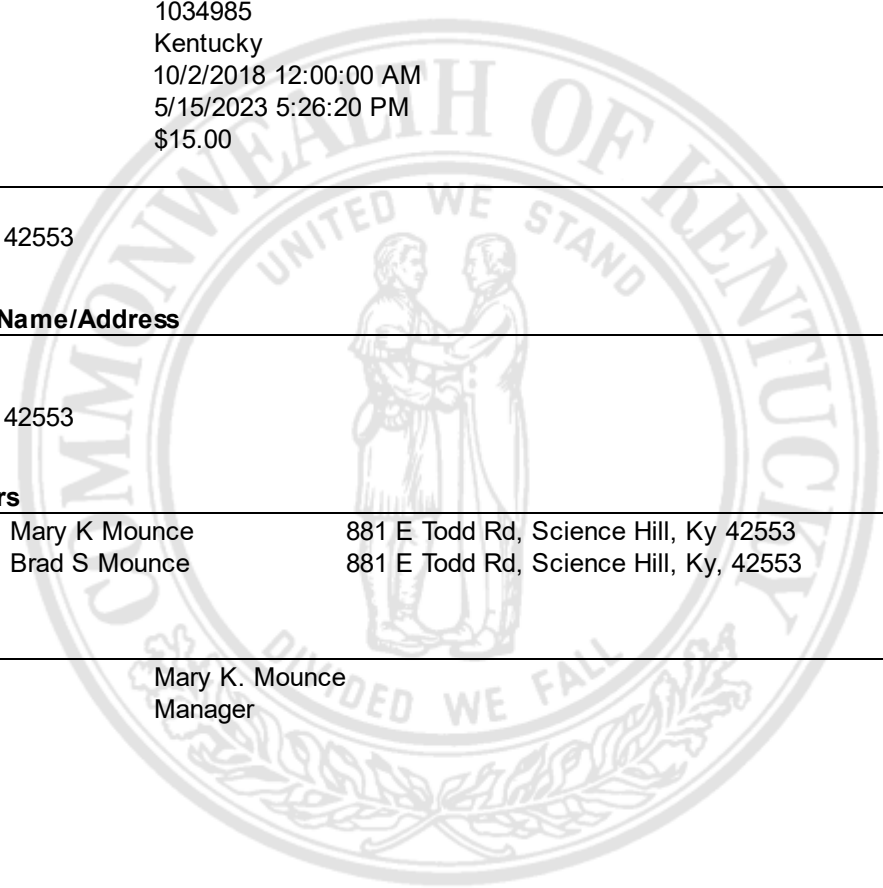 1034985
Kentucky
10/2/2018 12:00:00 AM
5/15/2023 5:26:20 PM
$15.00
42553
Name/Address
42553
rs
Mary K Mounce 881 E Todd Rd, Science Hill, Ky 42553
Brad S Mounce 881 E Todd Rd, Science Hill, Ky, 42553
Mary K. Mounce
Manager
COMMONWEALTH OF KENTUCKY
UNITED WE STAND
DIVIDED WE FALL